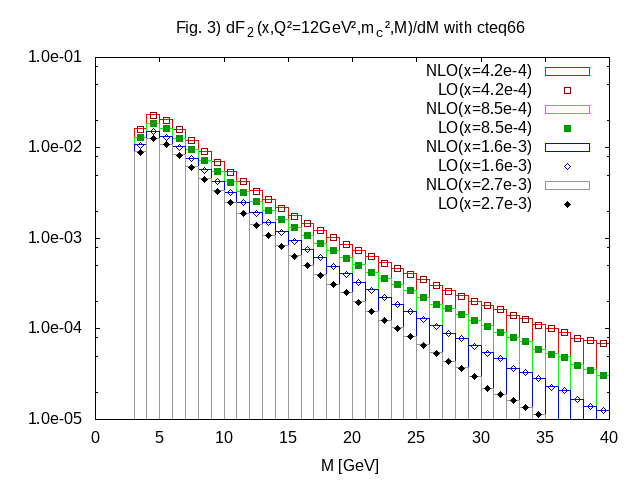 Fig. 3) dF2(x,Q²=12GeV²,mc²,M)/dM with cteq66
1.0e-01
1.0e-02
1.0e-03
1.0e-04
1.0e-05
NLO(x=4.2e-4)
LO(x=4.2e-4)
NLO(x=8.5e-4)
LO(x=8.5e-4)
NLO(x=1.6e-3)
LO(x=1.6e-3)
NLO(x=2.7e-3)
LO(x=2.7e-3)
0 5 10 15 20 25 30 35 40
M [GeV]